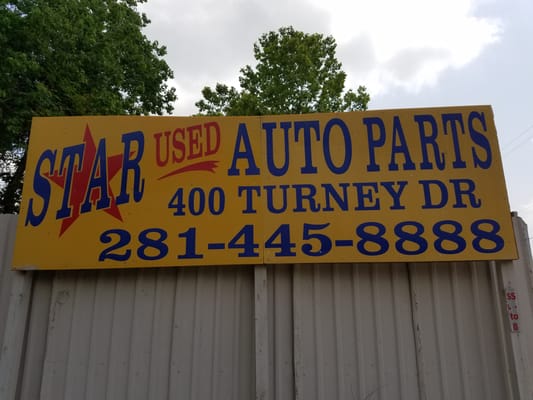 STAR USED AUTO PARTS
400 TURNEY DR
281-445-8888